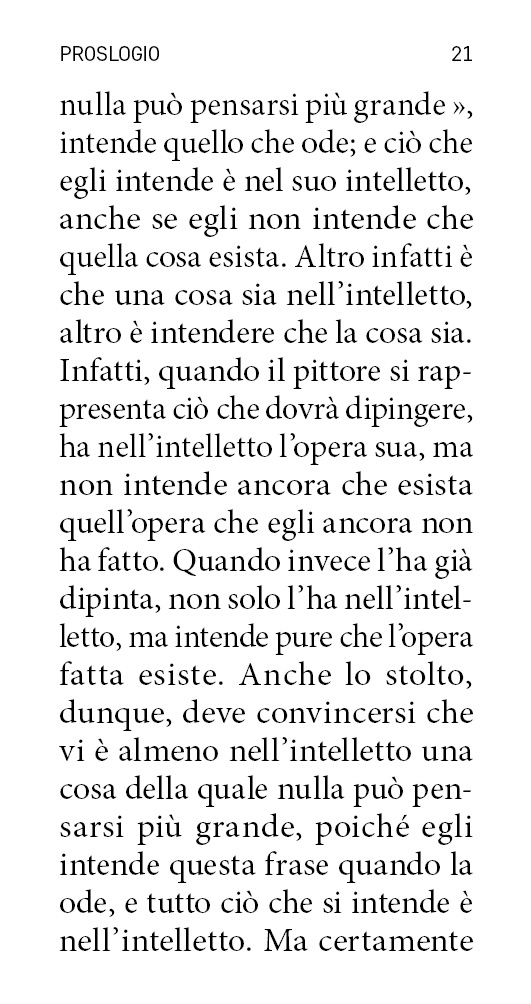 PROSLOGIO 21
nulla può pensarsi più grande »,
intende quello che ode; e ciò che
egli intende è nel suo intelletto,
anche se egli non intende che
quella cosa esista. Altro infatti è
che una cosa sia nell’intelletto,
altro è intendere che la cosa sia.
Infatti, quando il pittore si rap-
presenta ciò che dovrà dipingere,
ha nell’intelletto l’opera sua, ma
non intende ancora che esista
quell’opera che egli ancora non
ha fatto. Quando invece l’ha già
dipinta, non solo l’ha nell’intel-
letto, ma intende pure che l’opera
fatta esiste. Anche lo stolto,
dunque, deve convincersi che
vi è almeno nell’intelletto una
cosa della quale nulla può pen-
sarsi più grande, poiché egli
intende questa frase quando la
ode, e tutto ciò che si intende è
nell’intelletto. Ma certamente